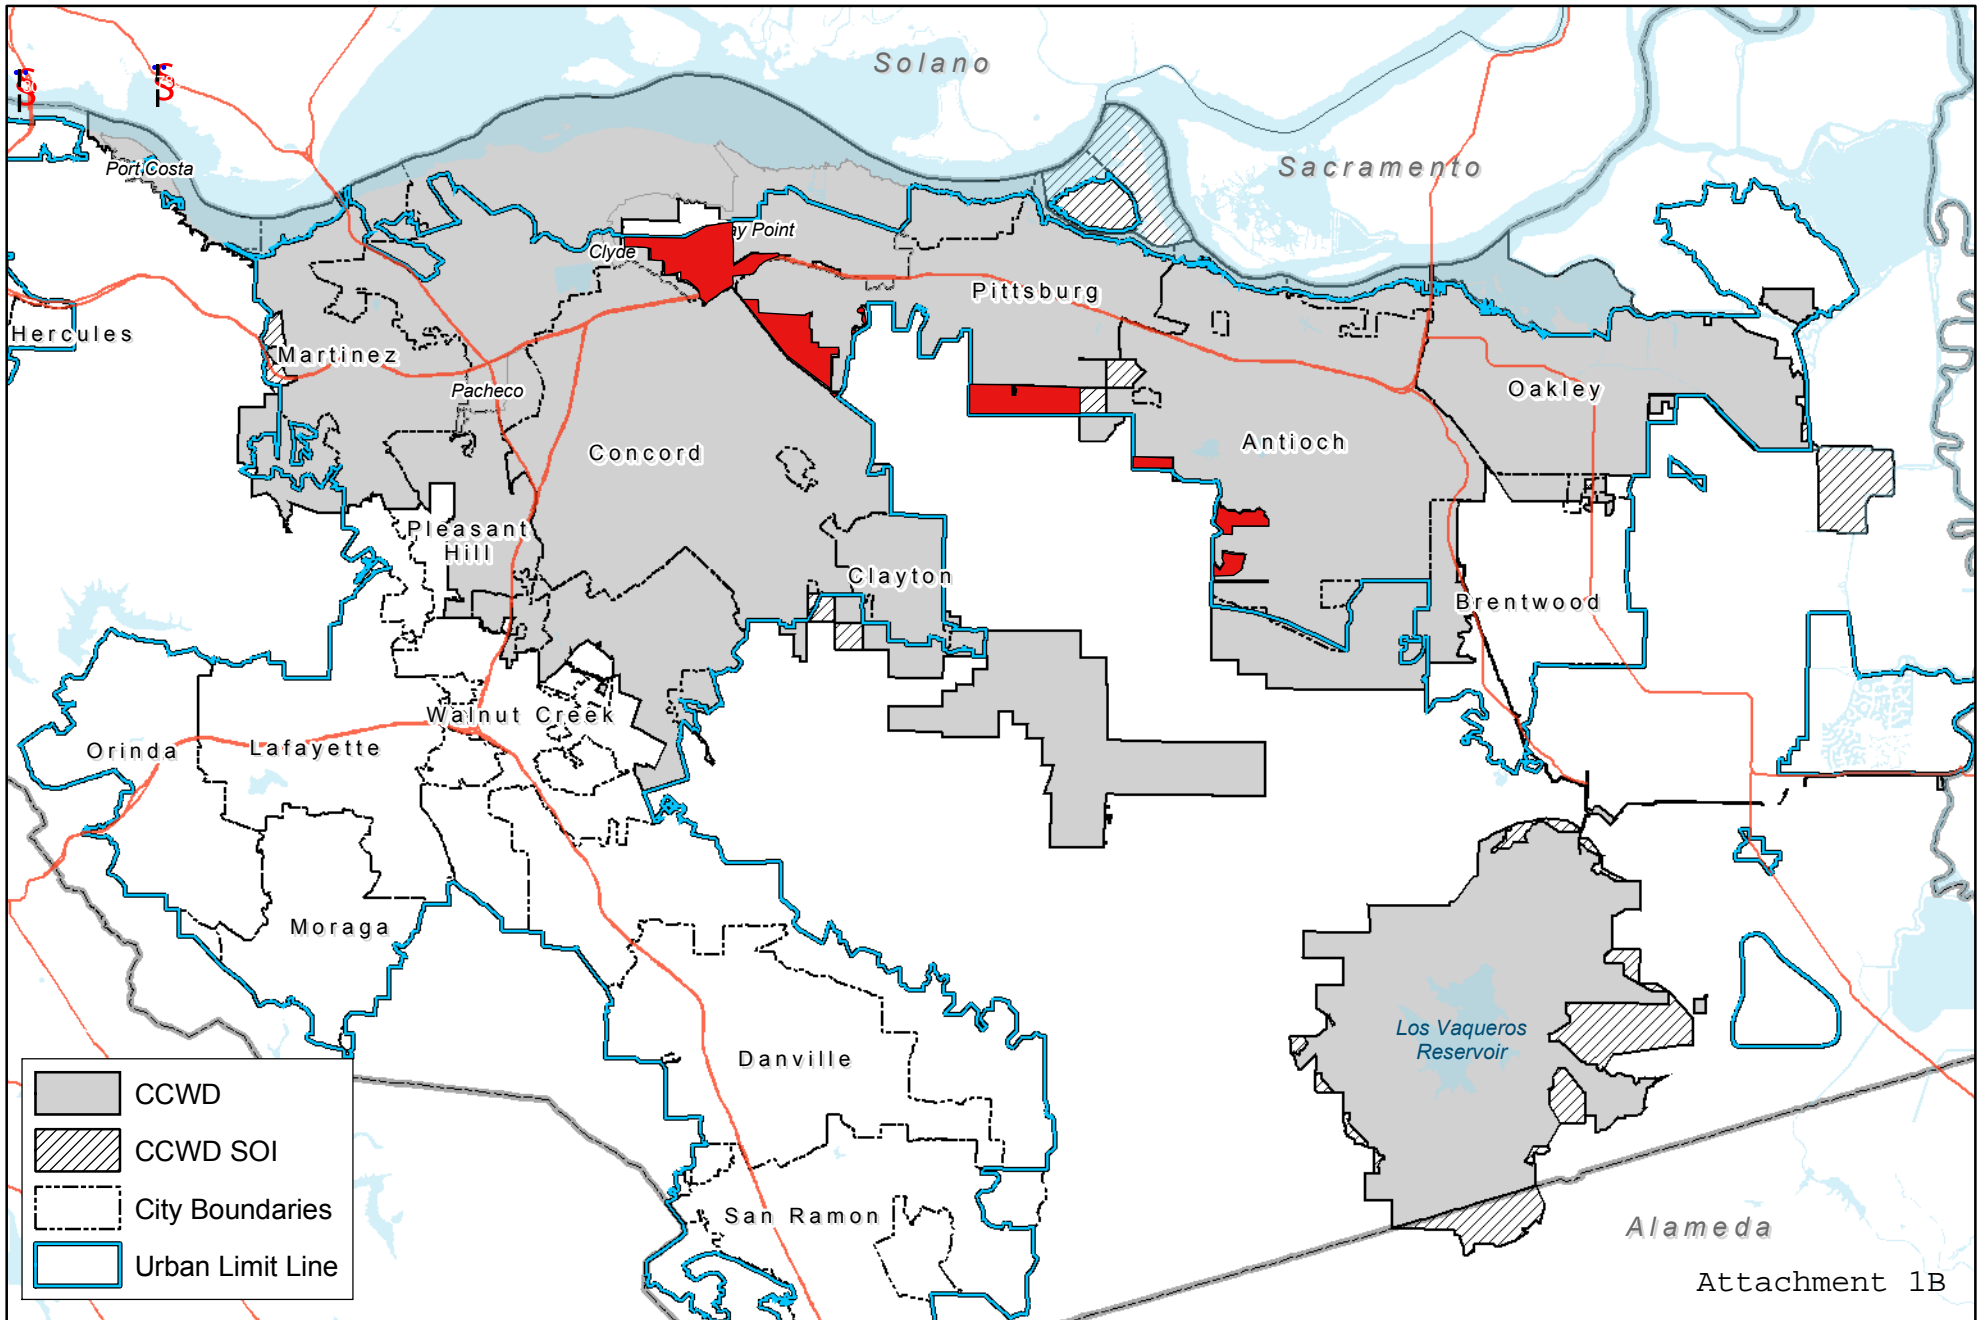 Solano
Sacramento
Port Costa
ay Point
Clyde
Pittsburg
Hercules
Martinez
Pacheco
Oakley
Concord
Antioch
Pleasant
Hill
Clayton
Brentwood
Walnut Creek
Orinda
Lafayette
Moraga
Los Vaqueros
Reservoir
Danville
San Ramon
Alameda
CCWD
CCWD SOI
City Boundaries
Urban Limit Line
Attachment 1B